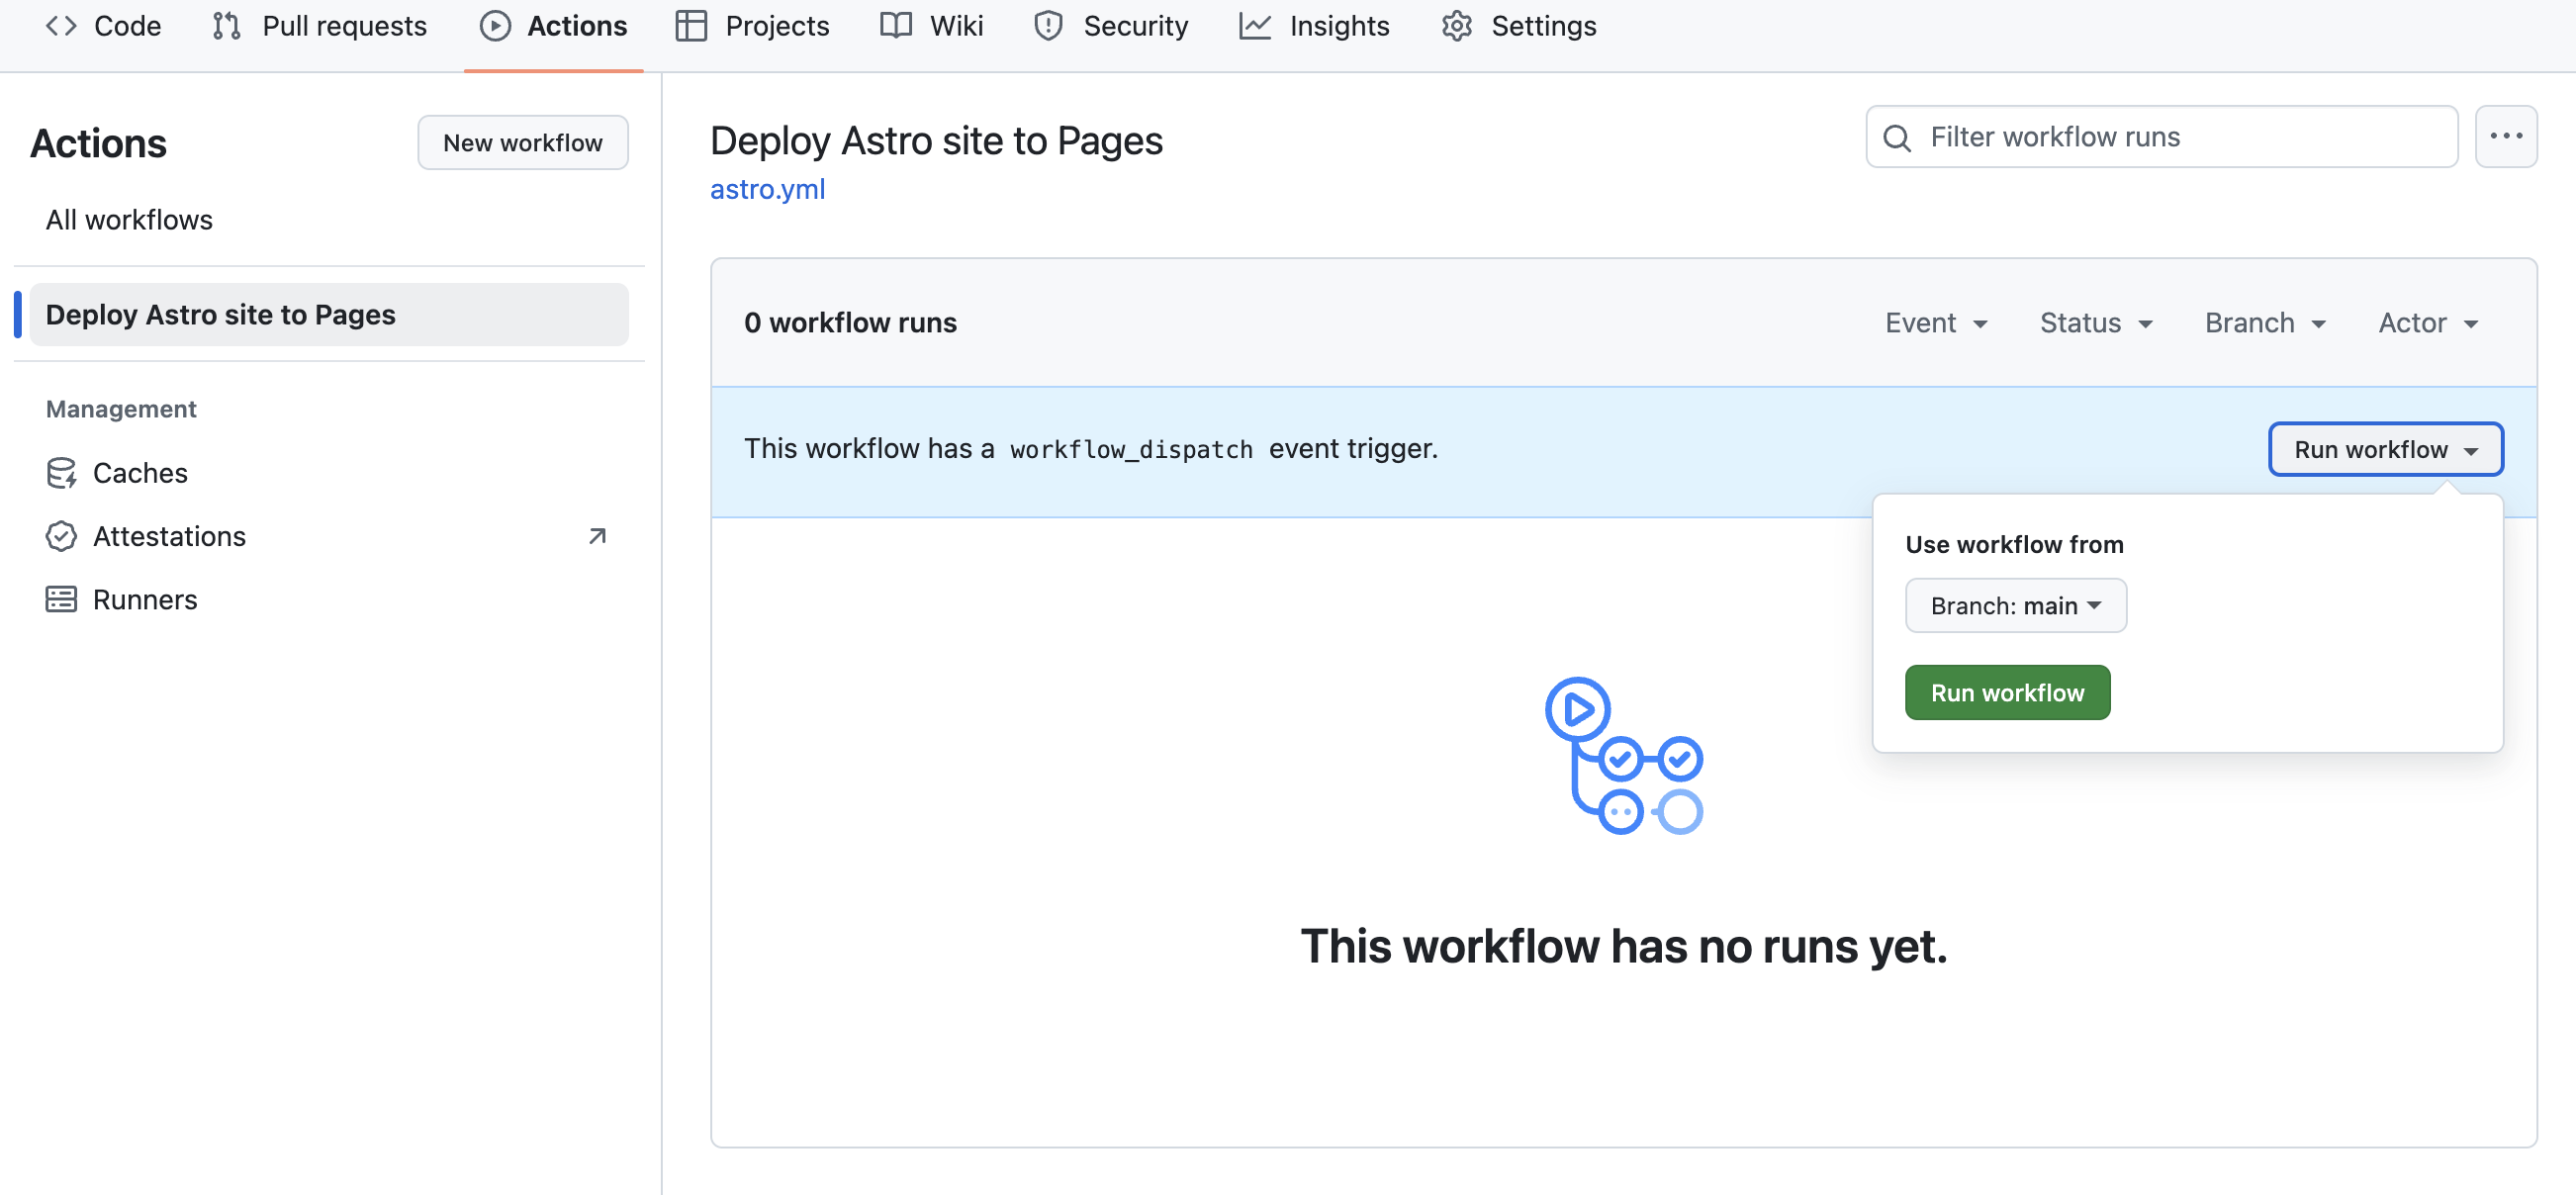 Code Pull requests Actions Projects Wiki Security Insights Settings
Actions
New workflow
All workflows
Deploy Astro site to Pages
Management
Caches
Attestations
Runners
Deploy Astro site to Pages
astro.yml
Filter workflow runs
0 workflow runs
Event Status Branch Actor
This workflow has a workflow_dispatch event trigger.
Run workflow
Use workflow from
Branch: main
Run workflow
This workflow has no runs yet.